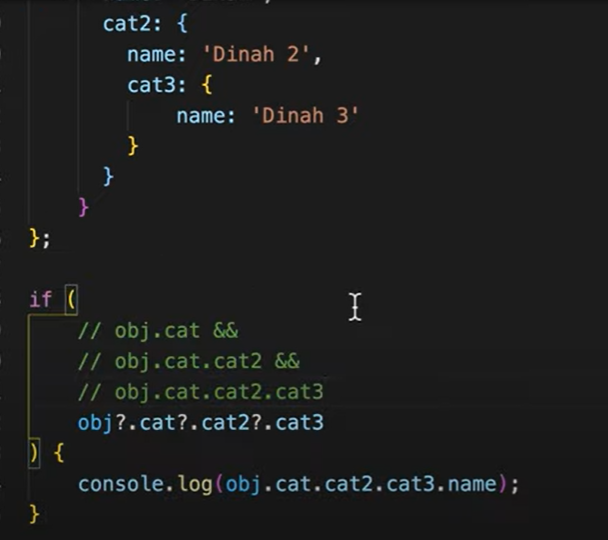 cat2: {
name: 'Dinah 2',
cat3: {
name: 'Dinah 3'
}
}
}
};
if (
// obj.cat &&
// obj.cat.cat2 &&
// obj.cat.cat2.cat3
obj?.cat?.cat2?.cat3
) {
console.log(obj.cat.cat2.cat3.name);
}